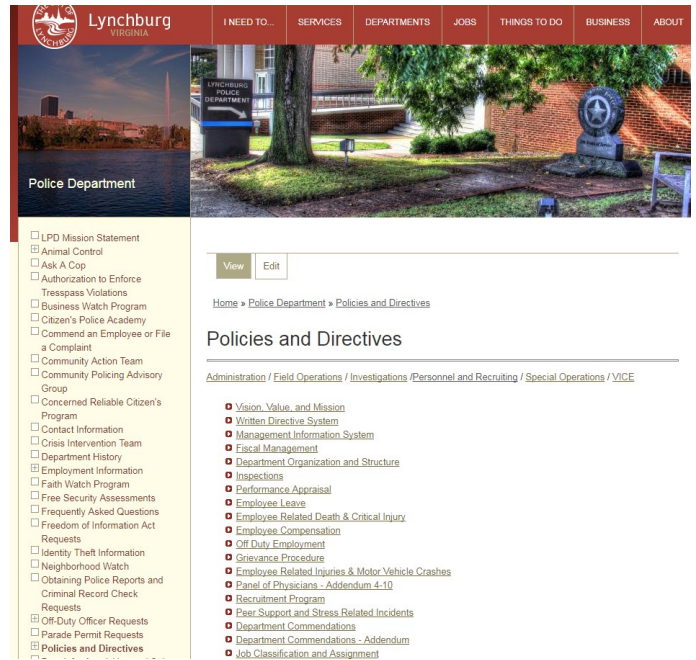 THE CITY OF
LYNCHBURG
Lynchburg
VIRGINIA
I NEED TO...
SERVICES
DEPARTMENTS
JOBS
THINGS TO DO
BUSINESS
ABOUT
LYNCHBURG
POLICE
DEPARTMENT
Police Department
LPD Mission Statement
Animal Control
Ask A Cop
Authorization to Enforce
Tresspass Violations
Business Watch Program
Citizen's Police Academy
Commend an Employee or File
a Complaint
Community Action Team
Community Policing Advisory
Group
Concerned Reliable Citizen's
Program
Contact Information
Crisis Intervention Team
Department History
Employment Information
Faith Watch Program
Free Security Assessments
Frequently Asked Questions
Freedom of Information Act
Requests
Identity Theft Information
Neighborhood Watch
Obtaining Police Reports and
Criminal Record Check
Requests
Off-Duty Officer Requests
Parade Permit Requests
Policies and Directives
View Edit
Home » Police Department » Policies and Directives
Policies and Directives
Administration / Field Operations / Investigations /Personnel and Recruiting / Special Operations / VICE
Vision, Value, and Mission
Written Directive System
Management Information System
Fiscal Management
Department Organization and Structure
Inspections
Performance Appraisal
Employee Leave
Employee Related Death & Critical Injury
Employee Compensation
Off Duty Employment
Grievance Procedure
Employee Related Injuries & Motor Vehicle Crashes
Panel of Physicians - Addendum 4-10
Recruitment Program
Peer Support and Stress Related Incidents
Department Commendations
Department Commendations - Addendum
Job Classification and Assignment